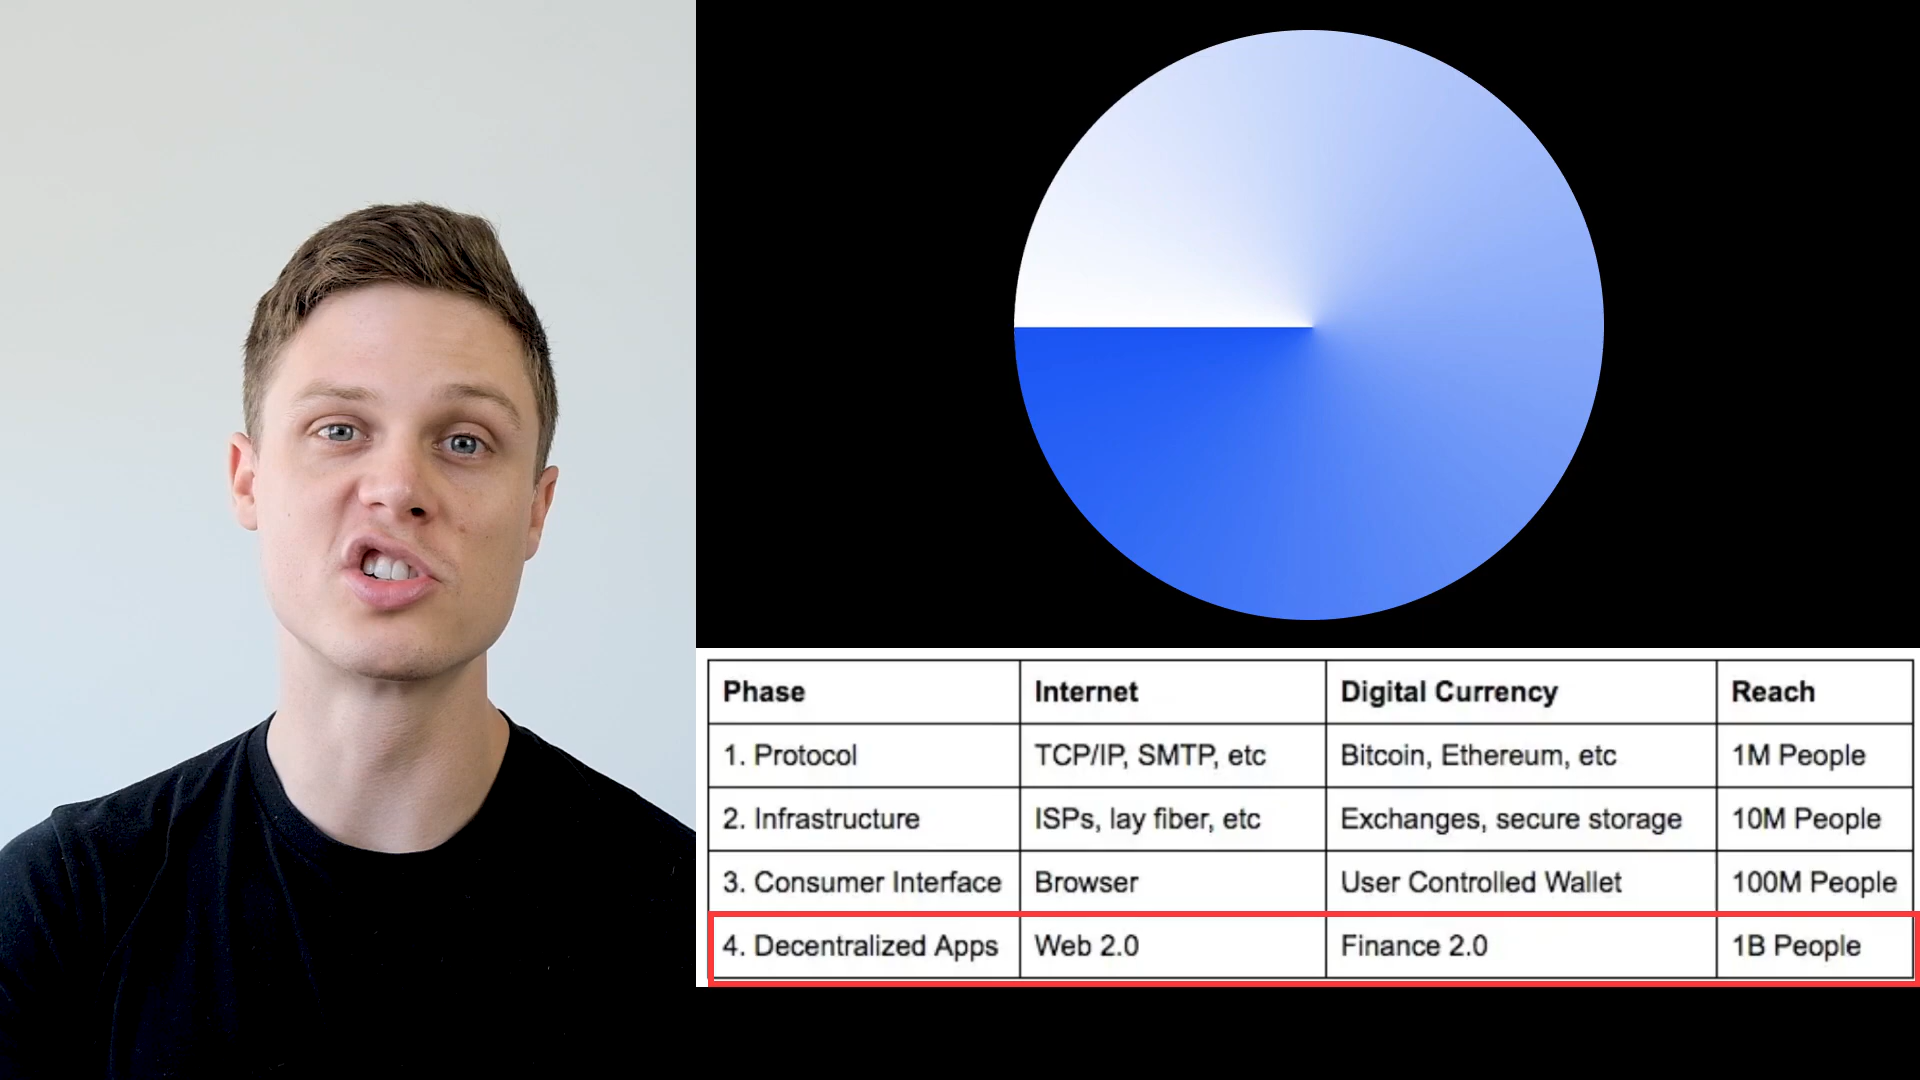 Phase Internet Digital Currency Reach
1. Protocol TCP/IP, SMTP, etc Bitcoin, Ethereum, etc 1M People
2. Infrastructure ISPs, lay fiber, etc Exchanges, secure storage 10M People
3. Consumer Interface Browser User Controlled Wallet 100M People
4. Decentralized Apps Web 2.0 Finance 2.0 1B People